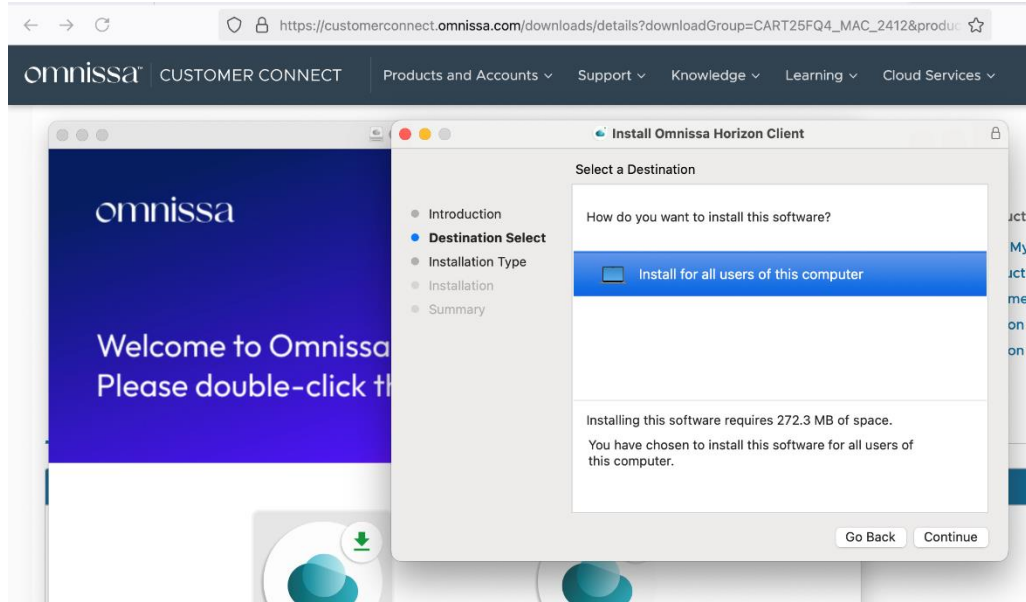 https://customerconnect.omnissa.com/downloads/details?downloadGroup=CART25FQ4_MAC_2412&produc
omnissa CUSTOMER CONNECT Products and Accounts Support Knowledge Learning Cloud Services
Install Omnissa Horizon Client
omnissa
Welcome to Omnissa
Please double-click
Select a Destination
Introduction
Destination Select
Installation Type
Installation
Summary
How do you want to install this software?
Install for all users of this computer
Installing this software requires 272.3 MB of space.
You have chosen to install this software for all users of
this computer.
Go Back Continue
My
on
on